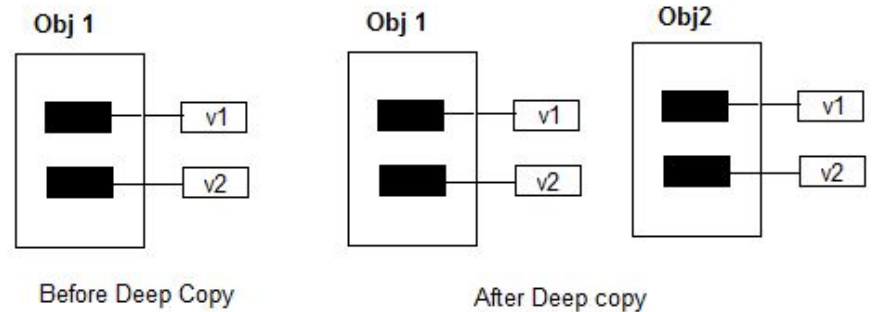 Obj 1
Obj 1
Obj2
v1
v1
v1
v2
v2
v2
Before Deep Copy
After Deep copy